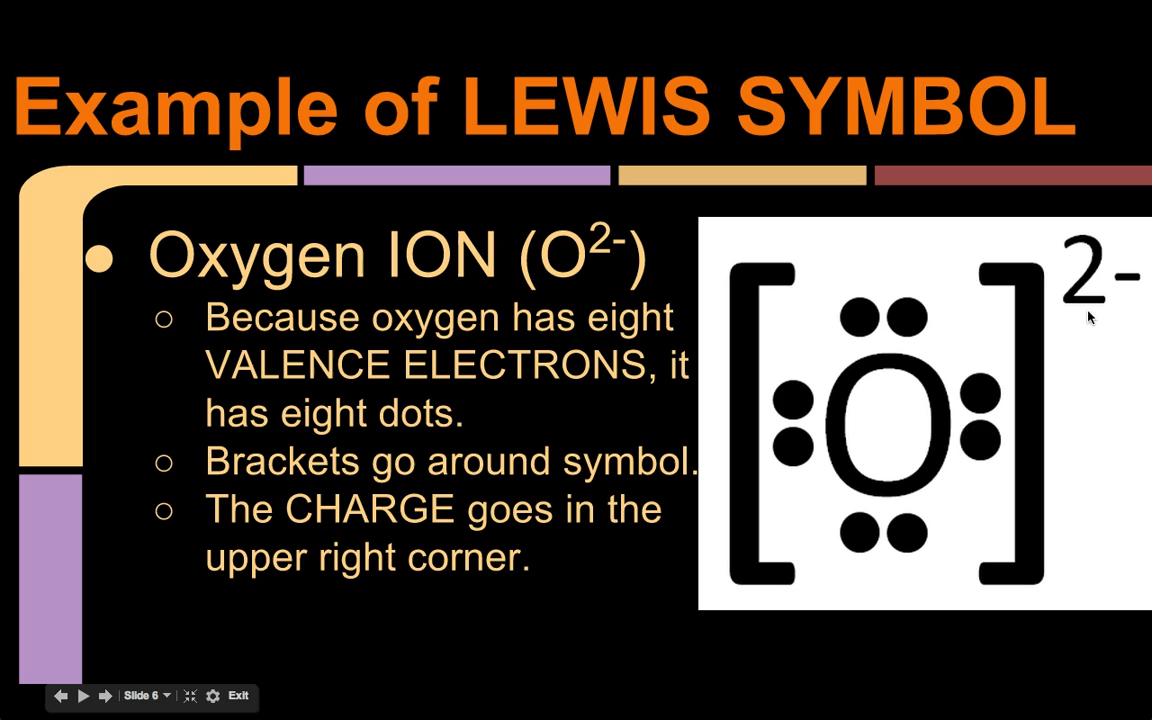 Example of LEWIS SYMBOL
● Oxygen ION (O²⁻)
○ Because oxygen has eight
VALENCE ELECTRONS, it
has eight dots.
○ Brackets go around symbol.
○ The CHARGE goes in the
upper right corner.
[O]²⁻
Slide 6
Exit